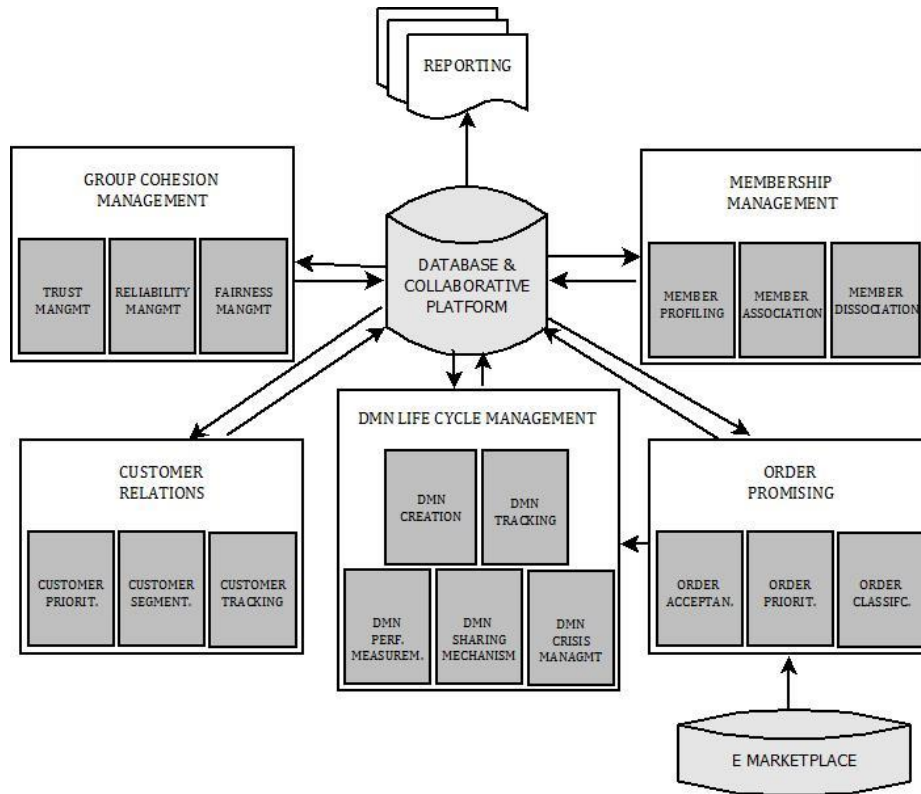 REPORTING
GROUP COHESION
MANAGEMENT
TRUST
MANGMT
RELIABILITY
MANGMT
FAIRNESS
MANGMT
DATABASE &
COLLABORATIVE
PLATFORM
MEMBERSHIP
MANAGEMENT
MEMBER
PROFILING
MEMBER
ASSOCIATION
MEMBER
DISSOCIATION
CUSTOMER
RELATIONS
CUSTOMER
PRIORIT.
CUSTOMER
SEGMENT.
CUSTOMER
TRACKING
DMN LIFE CYCLE MANAGEMENT
DMN
CREATION
DMN
TRACKING
DMN
PERF.
MEASUREM.
DMN
SHARING
MECHANISM
DMN
CRISIS
MANAGMT
ORDER
PROMISING
ORDER
ACCEPTAN.
ORDER
PRIORIT.
ORDER
CLASSIFC.
E MARKETPLACE